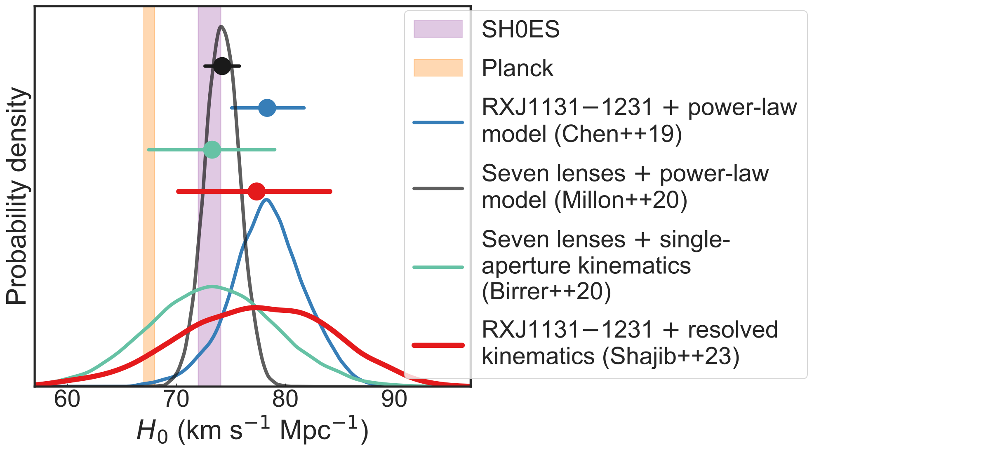 Probability density
60 70 80 90
H₀ (km s⁻¹ Mpc⁻¹)
SH0ES
Planck
RXJ1131−1231 + power-law
model (Chen++19)
Seven lenses + power-law
model (Millon++20)
Seven lenses + single-
aperture kinematics
(Birrer++20)
RXJ1131−1231 + resolved
kinematics (Shajib++23)